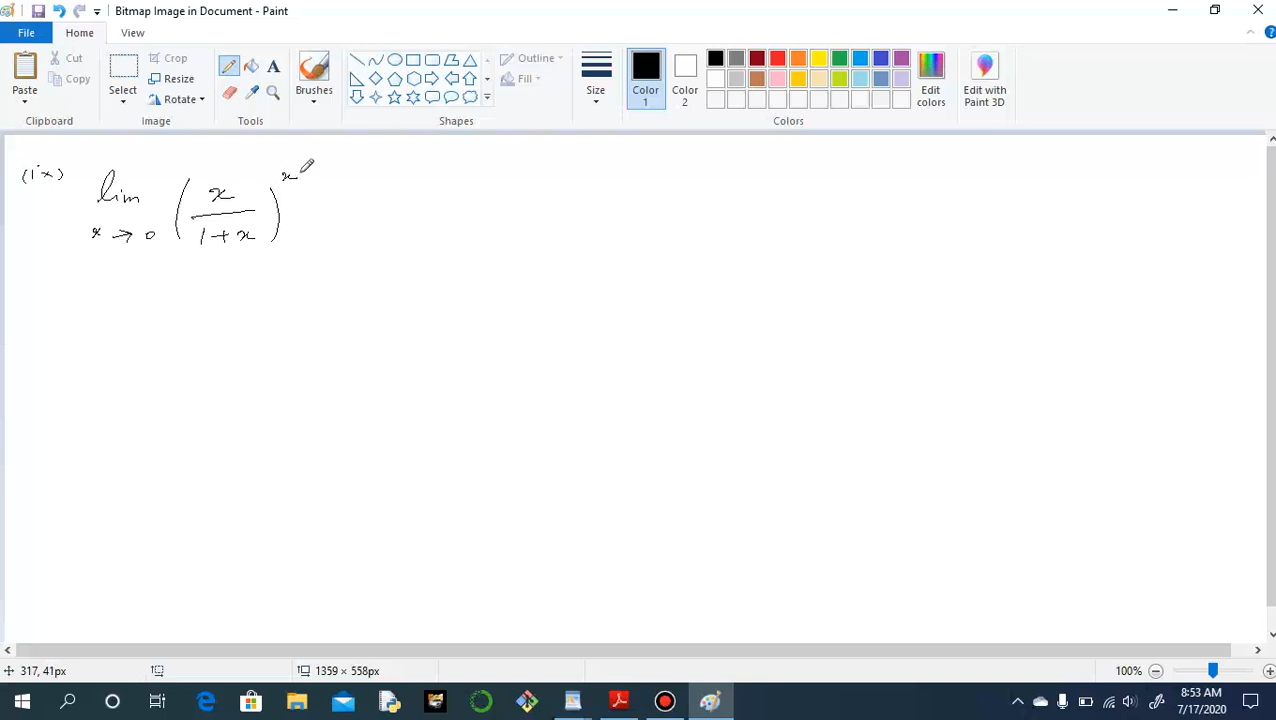 Bitmap Image in Document - Paint
File Home View
Paste Cut Copy Clipboard
Select Crop Resize Rotate Image
Tools
Brushes
Shapes Outline Fill
Size
Color 1 Color 2 Edit colors Colors
Edit with Paint 3D
(ix) lim x → 0 ( x / 1 + x ) x
317, 41px 1359 × 558px 100%
8:53 AM
7/17/2020